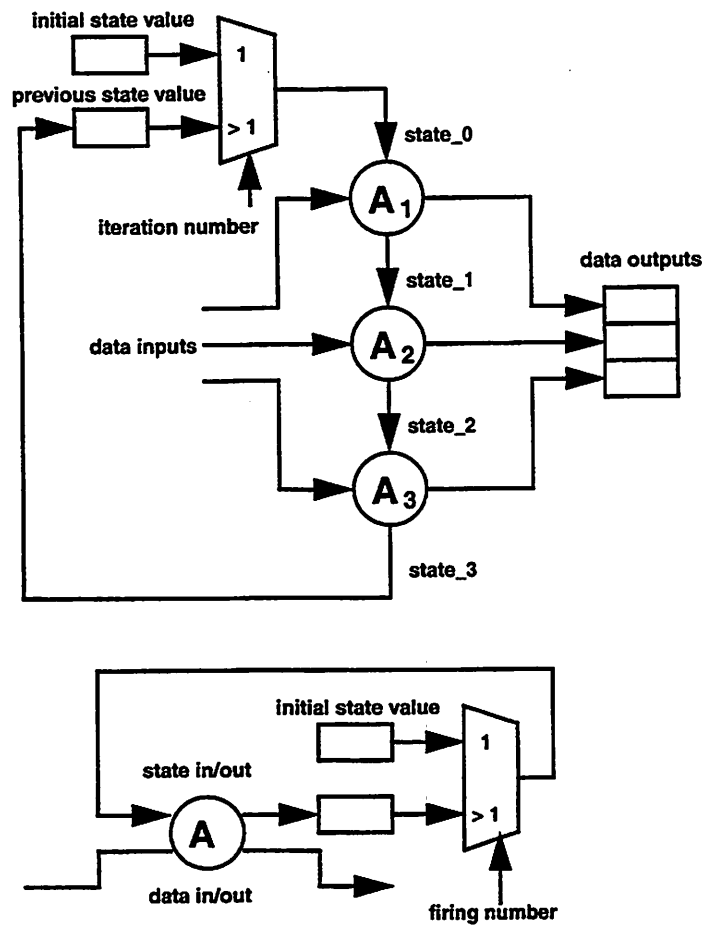 initial state value
1
previous state value
> 1
state_0
iteration number
A1
data outputs
state_1
data inputs
A2
state_2
A3
state_3
initial state value
1
state in/out
> 1
A
data in/out
firing number